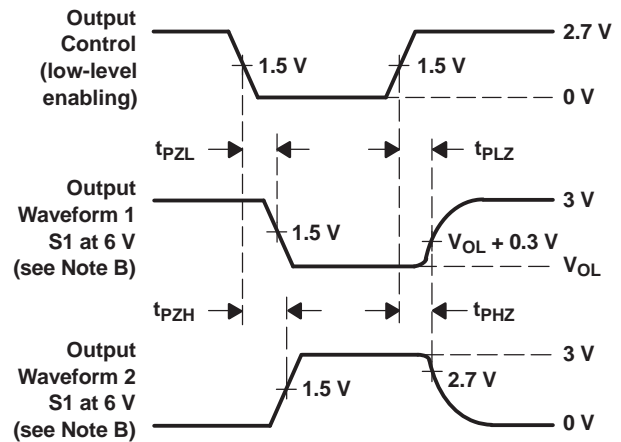 Output
Control
(low-level
enabling)
2.7 V
1.5 V
1.5 V
0 V
tPZL
tPLZ
Output
Waveform 1
S1 at 6 V
(see Note B)
3 V
1.5 V
VOL + 0.3 V
VOL
tPZH
tPHZ
Output
Waveform 2
S1 at 6 V
(see Note B)
3 V
1.5 V
2.7 V
0 V